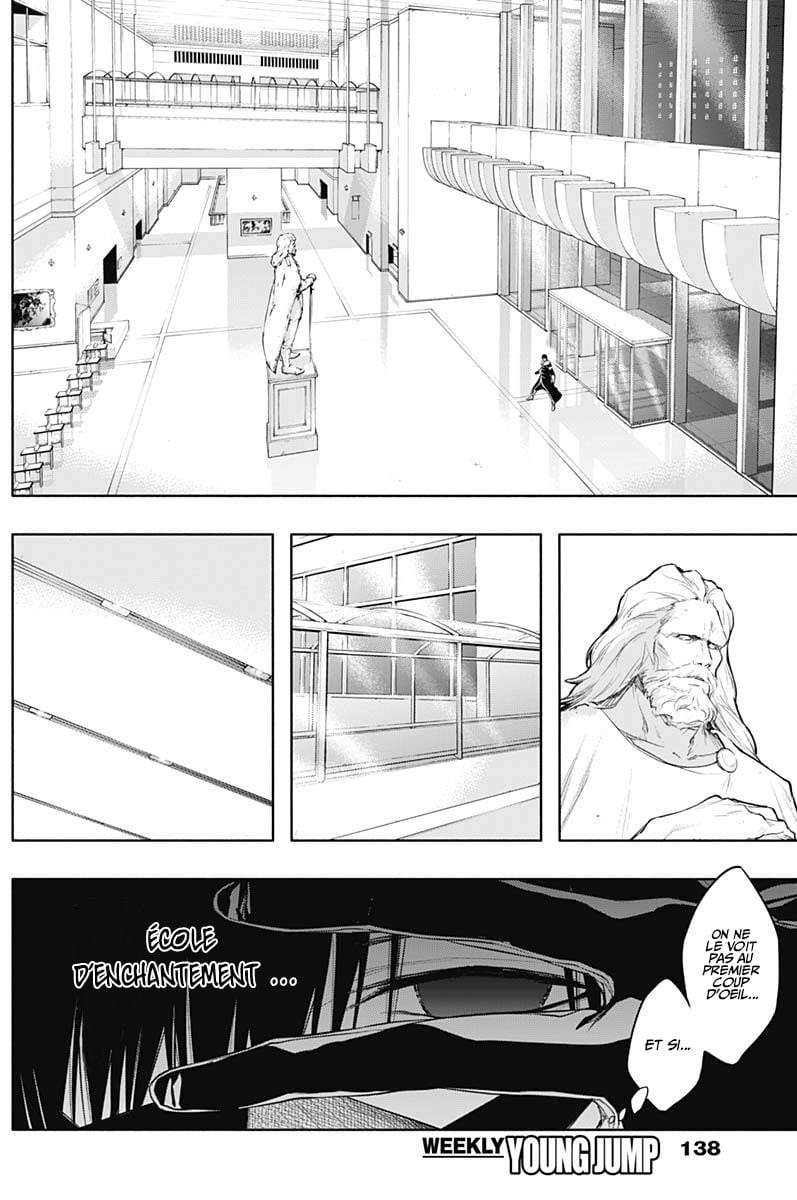 ÉCOLE
D'ENCHANTEMENT ...
ON NE
LE VOIT
PAS AU
PREMIER
COUP
D'OEIL...
ET SI...
WEEKLY YOUNG JUMP 138